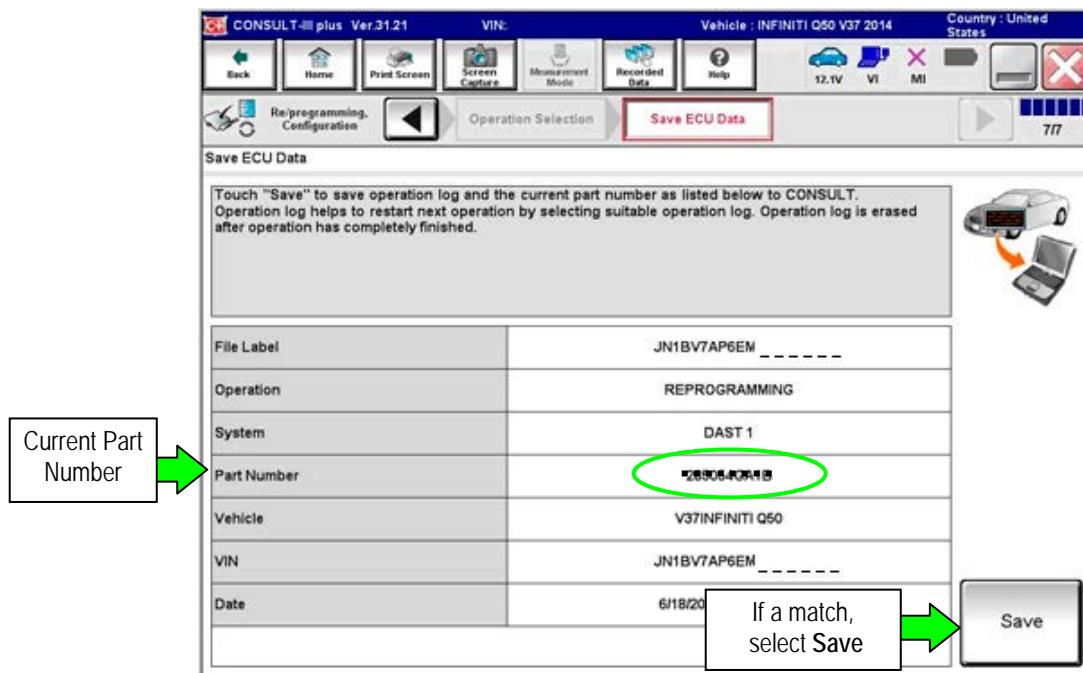 CONSULT-III plus Ver.31.21 VIN: Vehicle : INFINITI Q50 V37 2014 Country : United States
Back Home Print Screen Screen Capture Measurement Mode Recorded Data Help 12.1V VI MI
Re/programming, Configuration Operation Selection Save ECU Data 7/7
Save ECU Data
Touch "Save" to save operation log and the current part number as listed below to CONSULT.
Operation log helps to restart next operation by selecting suitable operation log. Operation log is erased
after operation has completely finished.
File Label JN1BV7AP6EM _ _ _ _ _ _
Operation REPROGRAMMING
System DAST 1
Current Part Number
Part Number
Vehicle V37INFINITI Q50
VIN JN1BV7AP6EM _ _ _ _ _ _
Date 6/18/20
If a match,
select Save
Save